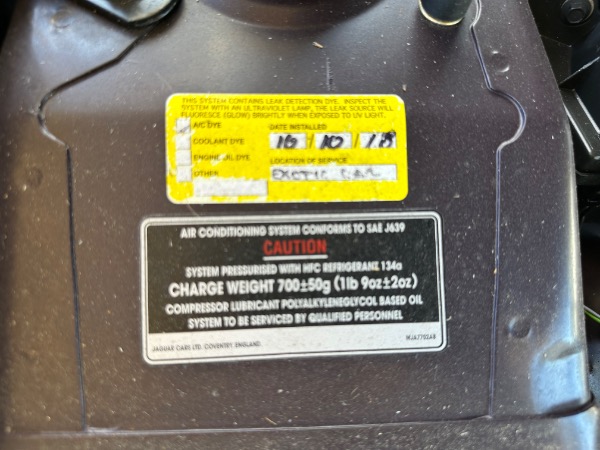 THIS SYSTEM CONTAINS LEAK DETECTION DYE. INSPECT THE
SYSTEM WITH AN ULTRAVIOLET LAMP, THE LEAK SOURCE WILL
FLUORESCE (GLOW) BRIGHTLY WHEN EXPOSED TO UV LIGHT.
A/C DYE
COOLANT DYE
ENGINE OIL DYE
OTHER
DATE INSTALLED
10 / 18
LOCATION OF SERVICE
EXOTIC CAR
AIR CONDITIONING SYSTEM CONFORMS TO SAE J639
CAUTION
SYSTEM PRESSURISED WITH HFC REFRIGERANT 134a
CHARGE WEIGHT 700±50g (1lb 9oz±2oz)
COMPRESSOR LUBRICANT POLYALKYLENEGLYCOL BASED OIL
SYSTEM TO BE SERVICED BY QUALIFIED PERSONNEL
JAGUAR CARS LTD. COVENTRY. ENGLAND.